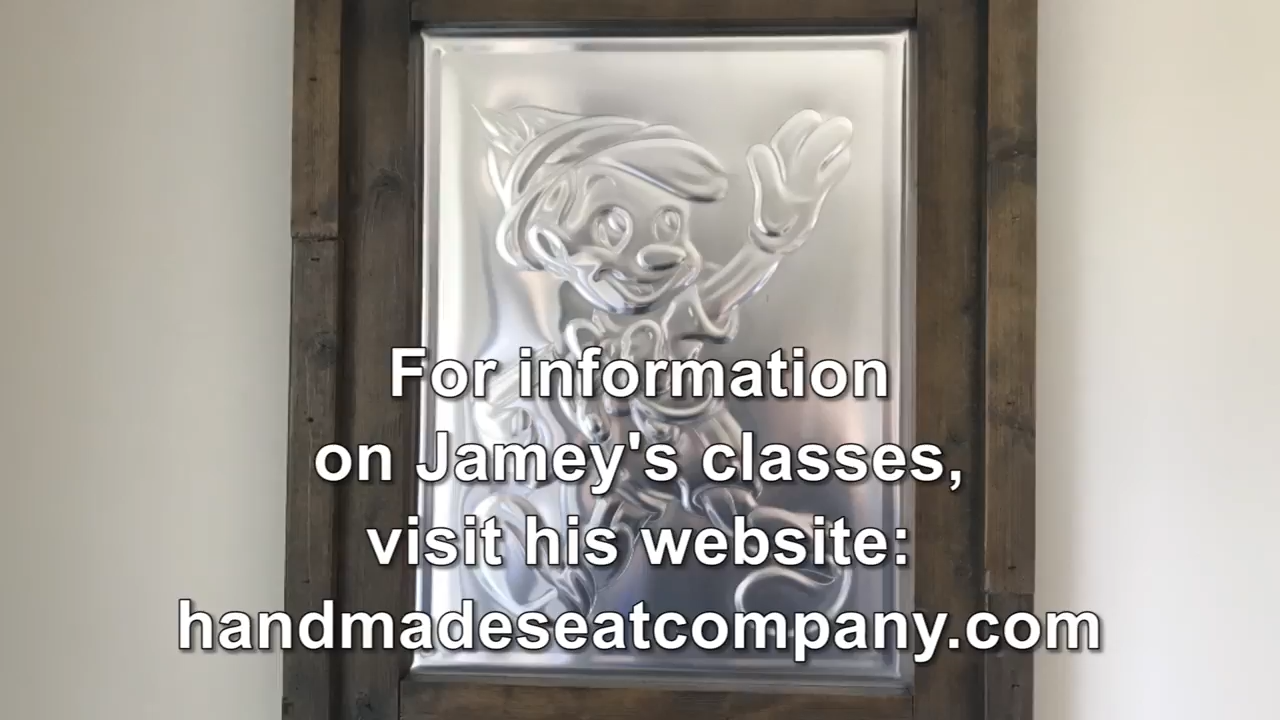 For information
on Jamey's classes,
visit his website:
handmadeseatcompany.com